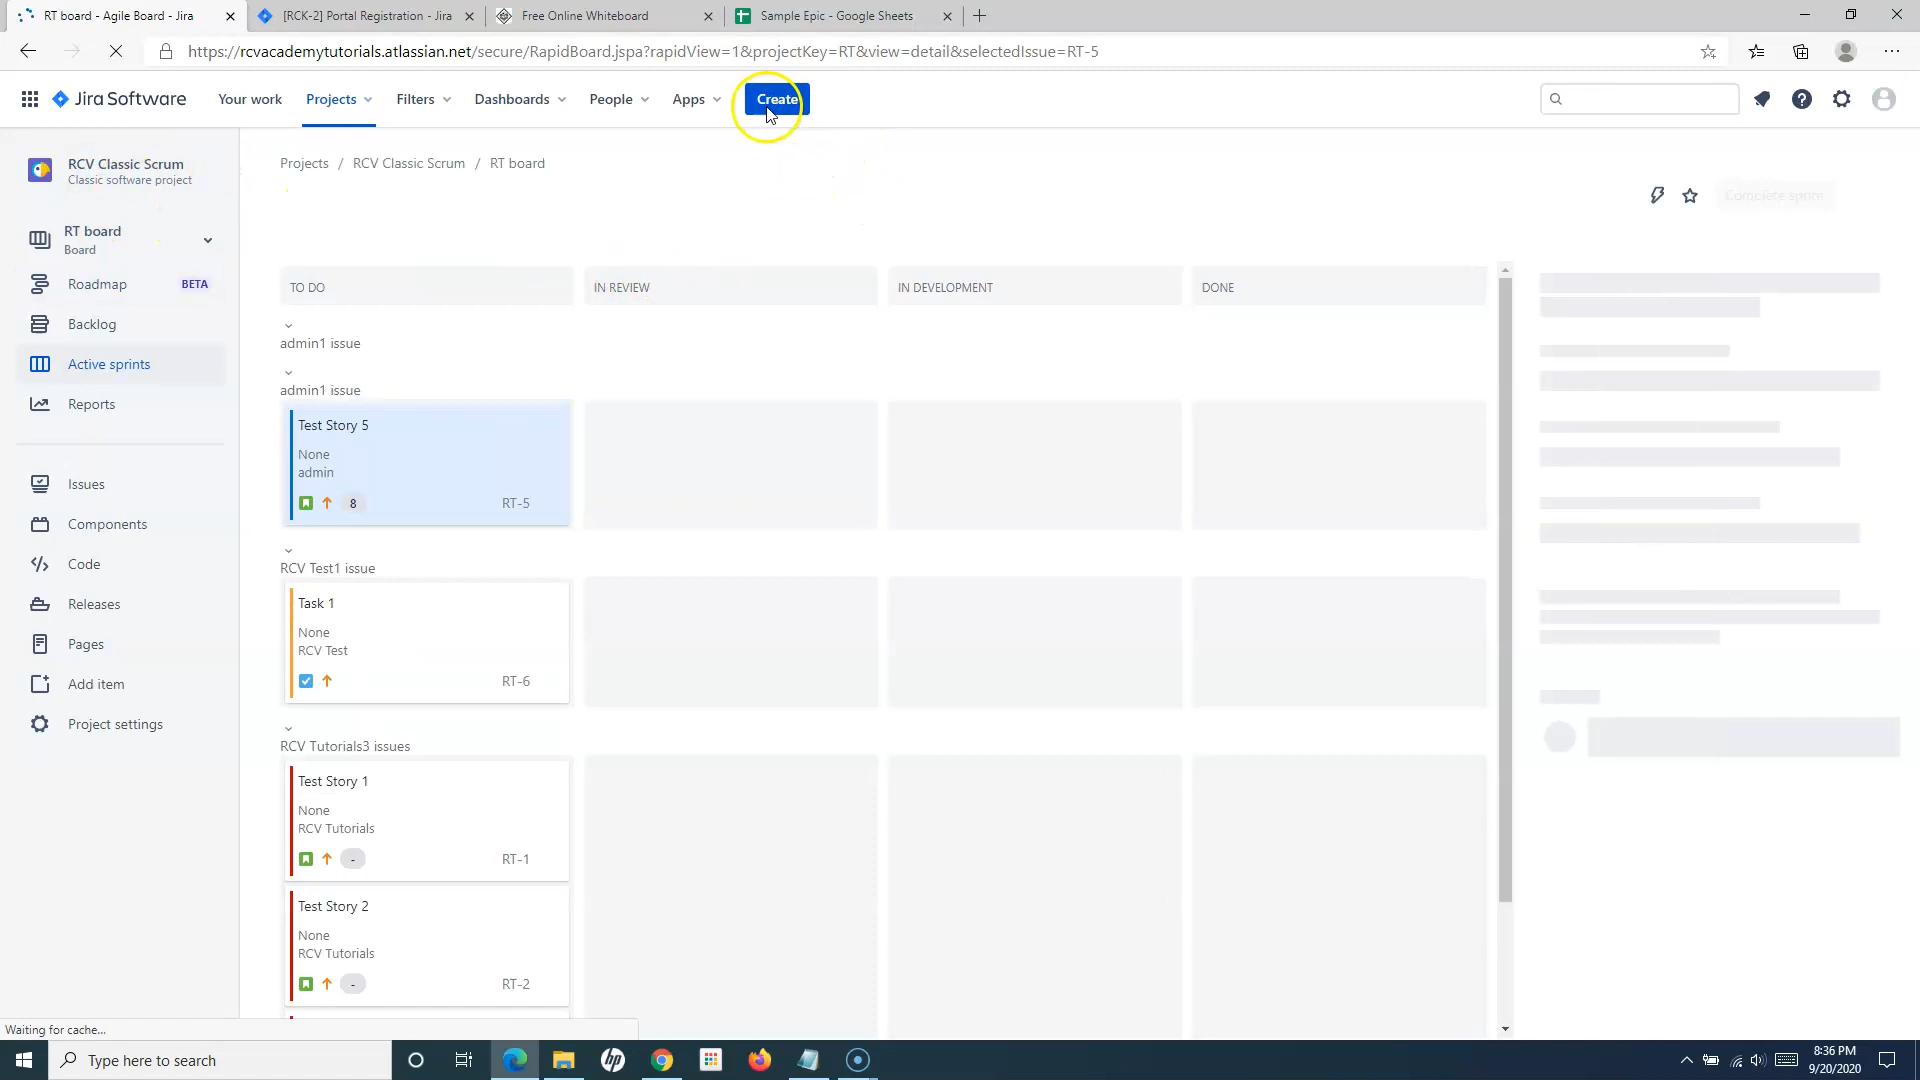 RT board - Agile Board - Jira
[RCK-2] Portal Registration - Jira
Free Online Whiteboard
Sample Epic - Google Sheets
https://rcvacademytutorials.atlassian.net/secure/RapidBoard.jspa?rapidView=1&projectKey=RT&view=detail&selectedIssue=RT-5
Jira Software
Your work
Projects
Filters
Dashboards
People
Apps
Create
RCV Classic Scrum
Classic software project
Projects / RCV Classic Scrum / RT board
Complete sprint
RT board
Board
Roadmap
BETA
Backlog
Active sprints
Reports
Issues
Components
Code
Releases
Pages
Add item
Project settings
TO DO
IN REVIEW
IN DEVELOPMENT
DONE
admin1 issue
admin1 issue
Test Story 5
None
admin
8
RT-5
RCV Test1 issue
Task 1
None
RCV Test
RT-6
RCV Tutorials3 issues
Test Story 1
None
RCV Tutorials
-
RT-1
Test Story 2
None
RCV Tutorials
-
RT-2
Waiting for cache...
Type here to search
hp
8:36 PM
9/20/2020